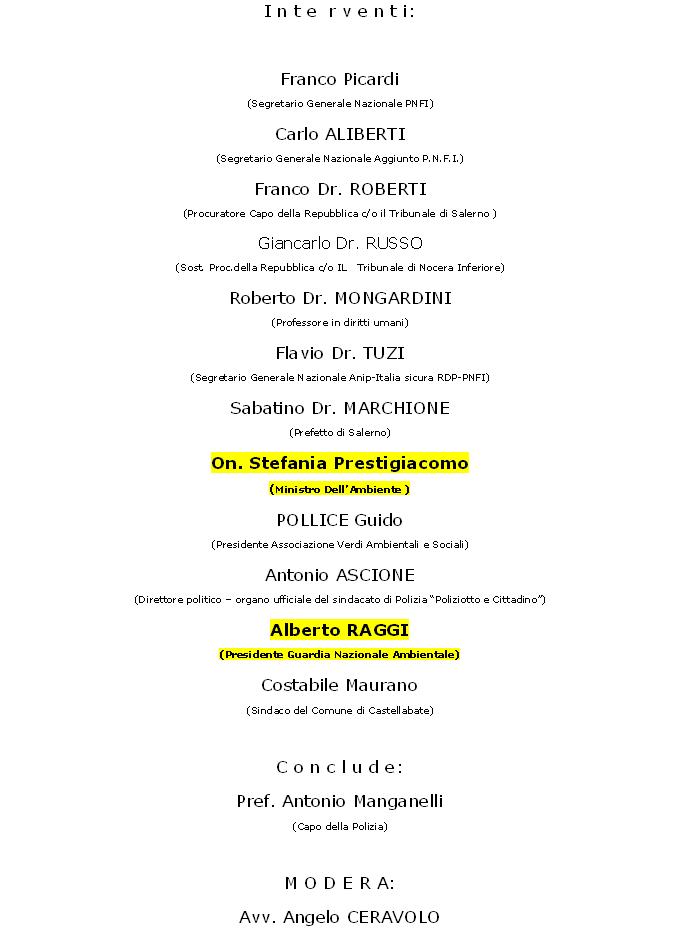 Interventi:
Franco Picardi
(Segretario Generale Nazionale PNFI)
Carlo ALIBERTI
(Segretario Generale Nazionale Aggiunto P.N.F.I.)
Franco Dr. ROBERTI
(Procuratore Capo della Repubblica c/o il Tribunale di Salerno )
Giancarlo Dr. RUSSO
(Sost. Proc.della Repubblica c/o IL Tribunale di Nocera Inferiore)
Roberto Dr. MONGARDINI
(Professore in diritti umani)
Flavio Dr. TUZI
(Segretario Generale Nazionale Anip-Italia sicura RDP-PNFI)
Sabatino Dr. MARCHIONE
(Prefetto di Salerno)
On. Stefania Prestigiacomo
(Ministro Dell’Ambiente )
POLLICE Guido
(Presidente Associazione Verdi Ambientali e Sociali)
Antonio ASCIONE
(Direttore politico – organo ufficiale del sindacato di Polizia “Poliziotto e Cittadino”)
Alberto RAGGI
(Presidente Guardia Nazionale Ambientale)
Costabile Maurano
(Sindaco del Comune di Castellabate)
Conclude:
Pref. Antonio Manganelli
(Capo della Polizia)
MODERA:
Avv. Angelo CERAVOLO